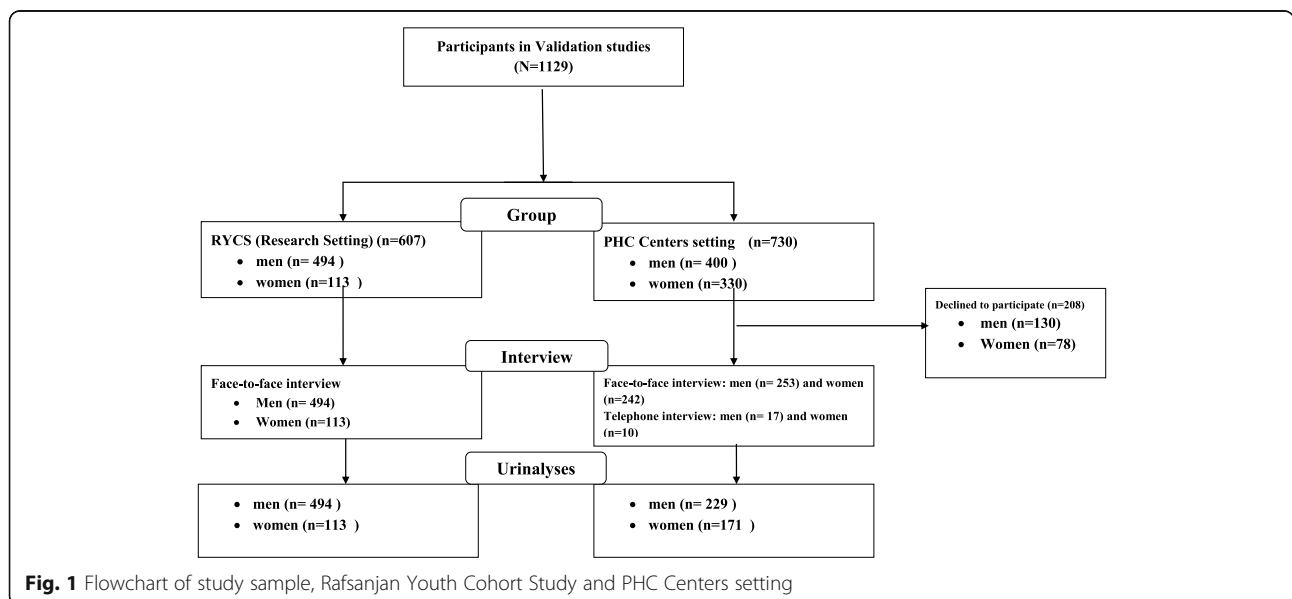 Participants in Validation studies
(N=1129)
Group
RYCS (Research Setting) (n=607)
• men (n= 494 )
• women (n=113  )
PHC Centers setting   (n=730)
• men (n= 400 )
• women (n=330)
Declined to participate (n=208)
• men (n=130)
• Women (n=78)
Interview
Face-to-face interview
• Men (n= 494)
• Women (n=113)
Face-to-face interview: men (n= 253) and women
(n=242)
Telephone interview: men (n= 17) and women
(n=10)
Urinalyses
• men (n= 494 )
• women (n=113  )
• men (n= 229 )
• women (n=171  )
Fig. 1 Flowchart of study sample, Rafsanjan Youth Cohort Study and PHC Centers setting